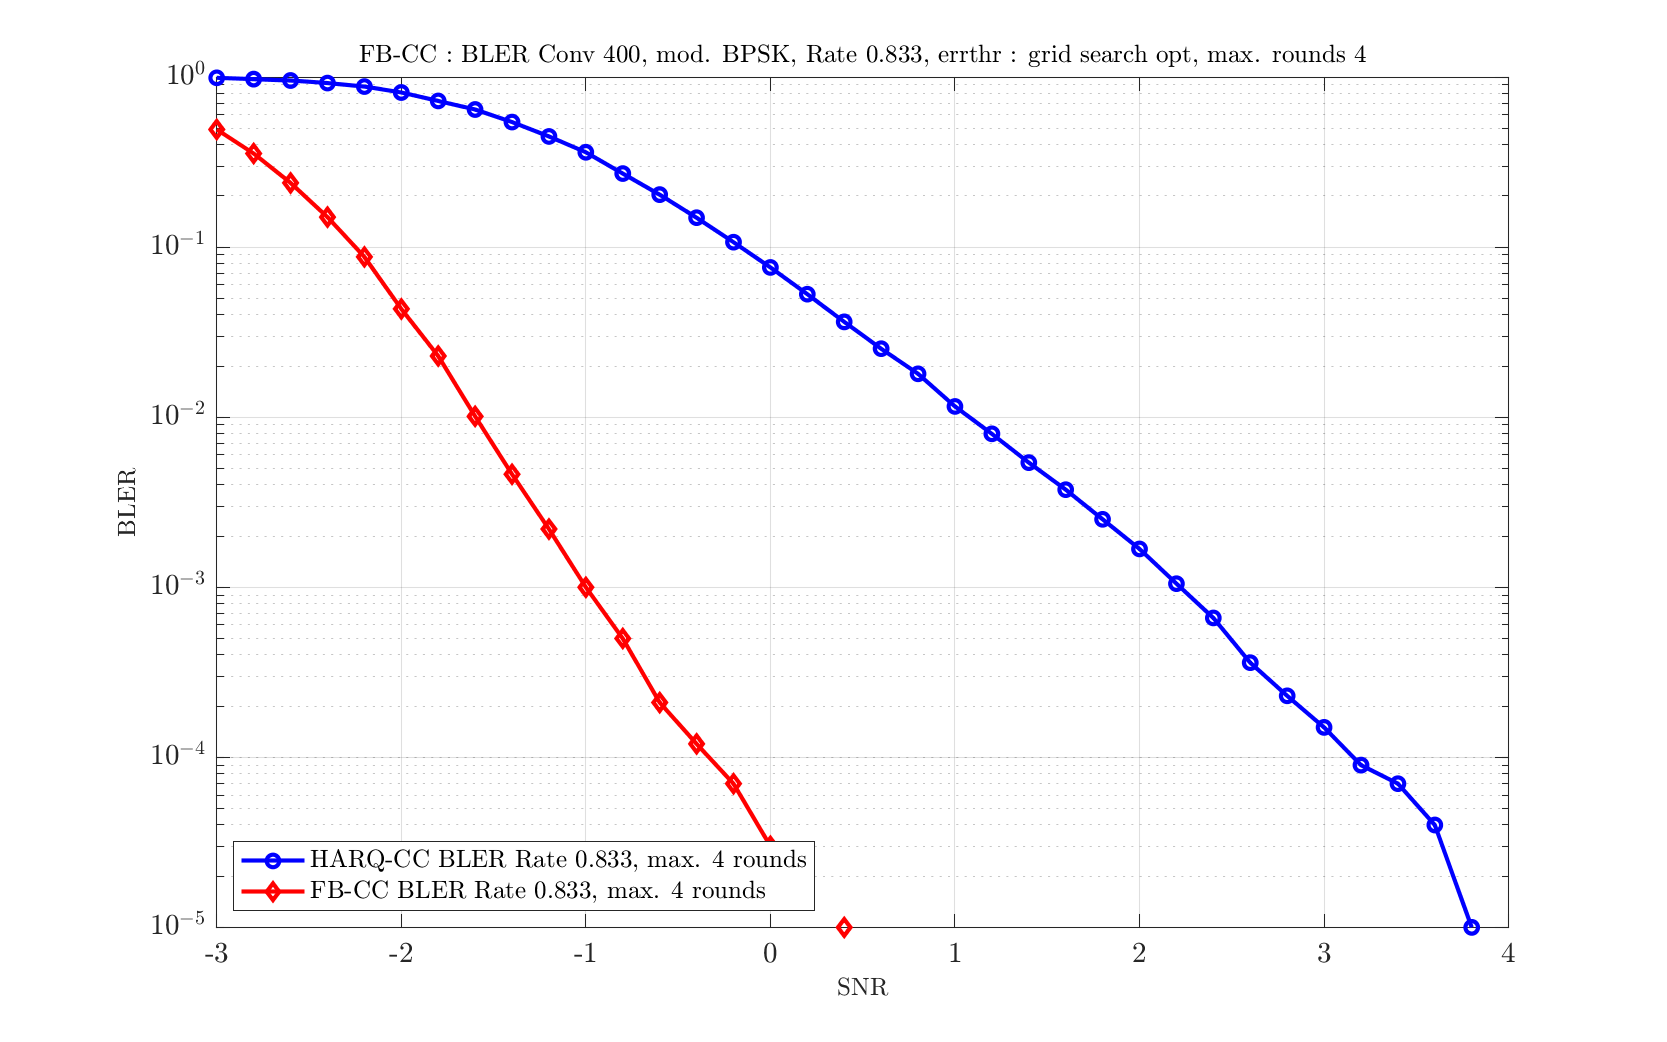 FB-CC : BLER Conv 400, mod. BPSK, Rate 0.833, errthr : grid search opt, max. rounds 4
10^0
10^-1
10^-2
10^-3
10^-4
10^-5
BLER
HARQ-CC BLER Rate 0.833, max. 4 rounds
FB-CC BLER Rate 0.833, max. 4 rounds
-3 -2 -1 0 1 2 3 4
SNR